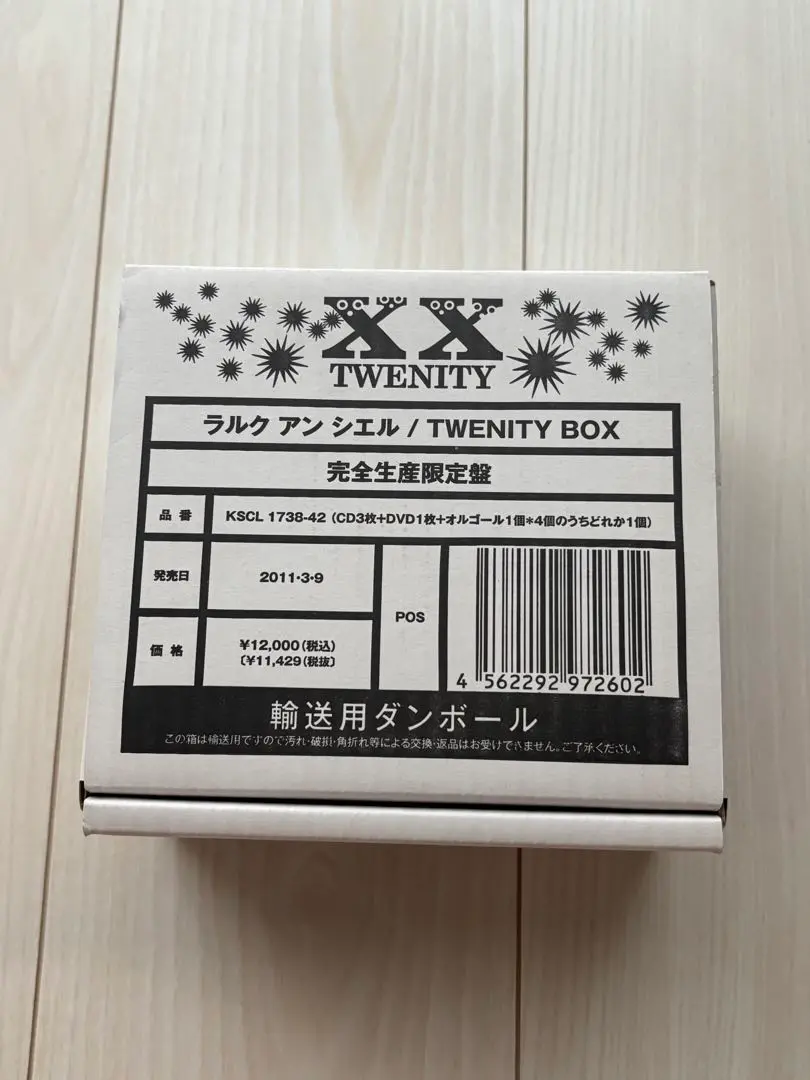 XX
TWENITY
ラルク アン シエル / TWENITY BOX
完全生産限定盤
品番
KSCL 1738-42 (CD3枚+DVD1枚+オルゴール1個*4個のうちどれか1個)
発売日
2011・3・9
価格
¥12,000(税込)
〔¥11,429(税抜)〕
POS
4 562292 972602
輸送用ダンボール
この箱は輸送用ですので汚れ・破損・角折れ等による交換・返品はお受けできません。ご了承ください。